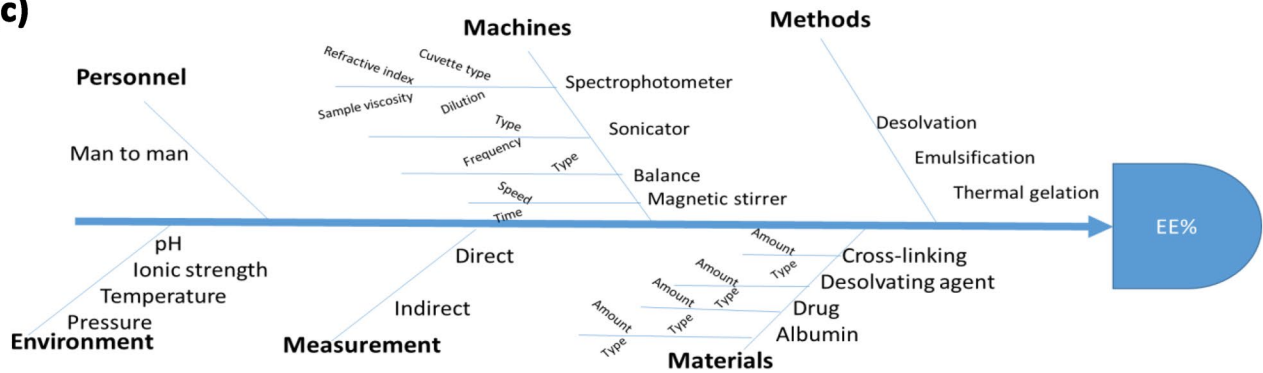 c)
Personnel
Man to man
Machines
Refractive index
Cuvette type
Spectrophotometer
Sample viscosity
Dilution
Type
Sonicator
Frequency
Type
Balance
Speed
Magnetic stirrer
Time
Methods
Desolvation
Emulsification
Thermal gelation
EE%
pH
Ionic strength
Temperature
Pressure
Environment
Direct
Indirect
Measurement
Amount
Type
Cross-linking
Amount
Type
Desolvating agent
Amount
Type
Drug
Amount
Type
Albumin
Materials